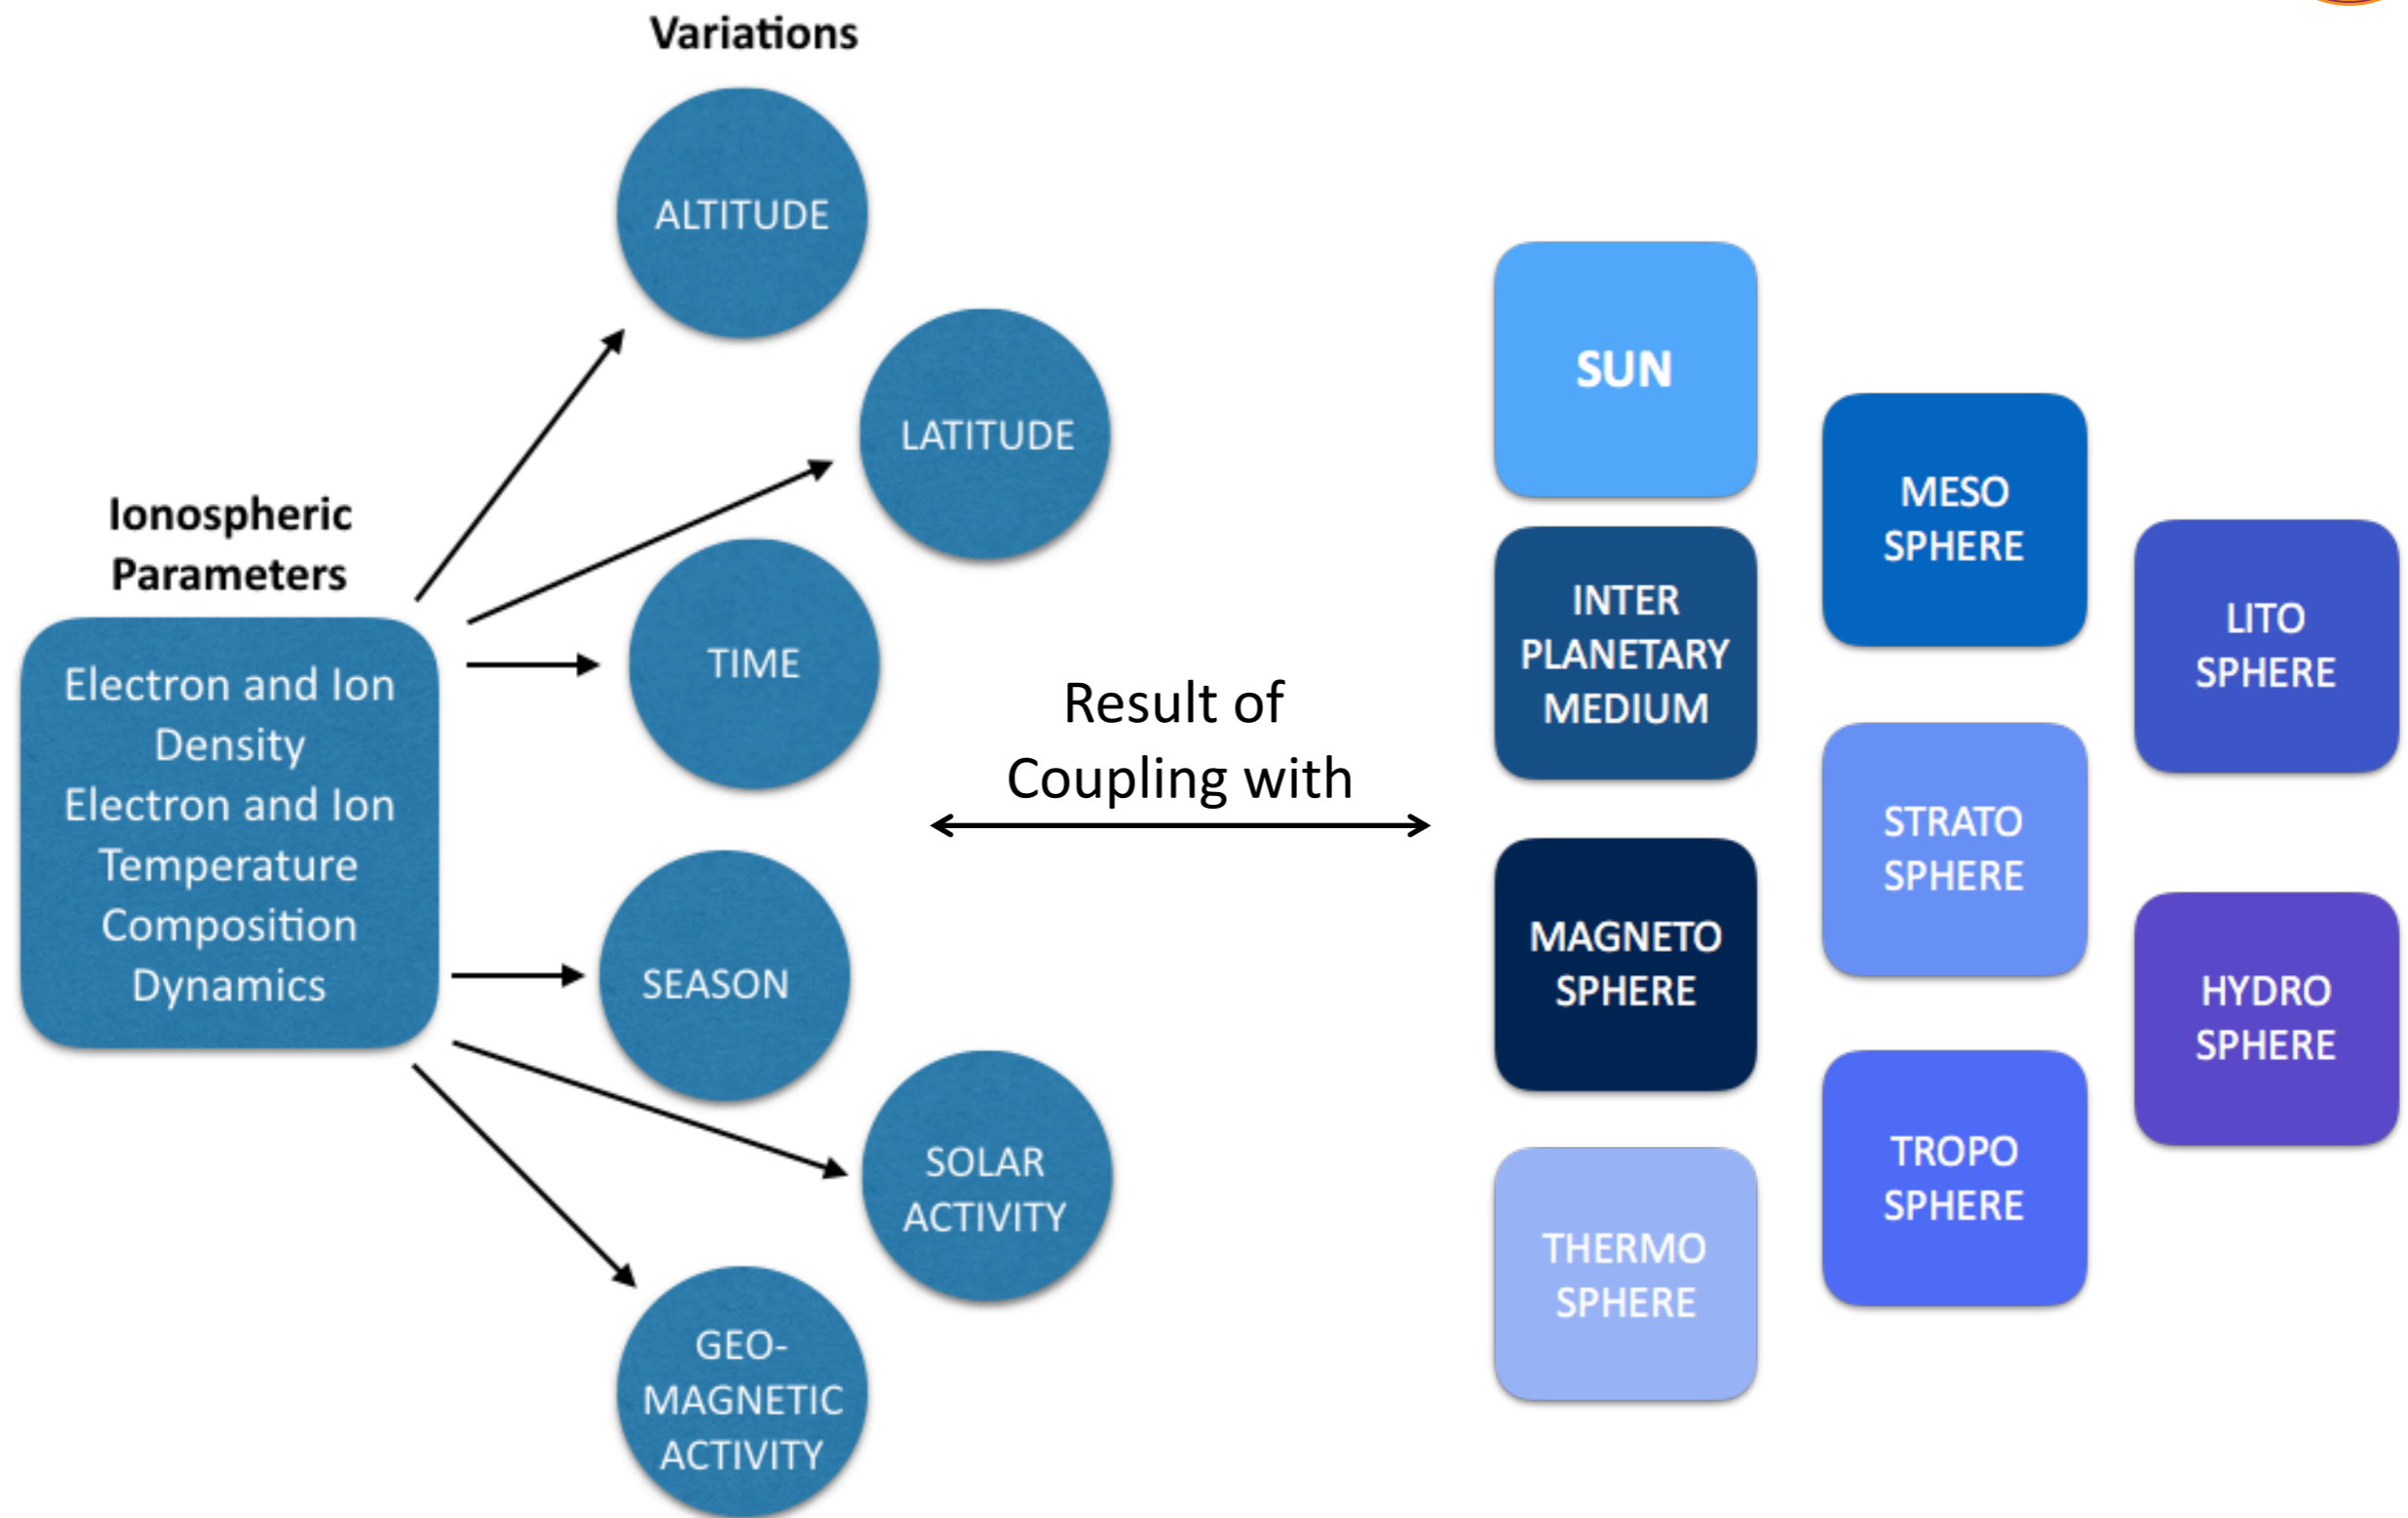 Variations
ALTITUDE
LATITUDE
TIME
SEASON
SOLAR
ACTIVITY
GEO-
MAGNETIC
ACTIVITY
Ionospheric
Parameters
Electron and Ion
Density
Electron and Ion
Temperature
Composition
Dynamics
Result of
Coupling with
SUN
INTER
PLANETARY
MEDIUM
MAGNETO
SPHERE
THERMO
SPHERE
MESO
SPHERE
STRATO
SPHERE
TROPO
SPHERE
LITO
SPHERE
HYDRO
SPHERE